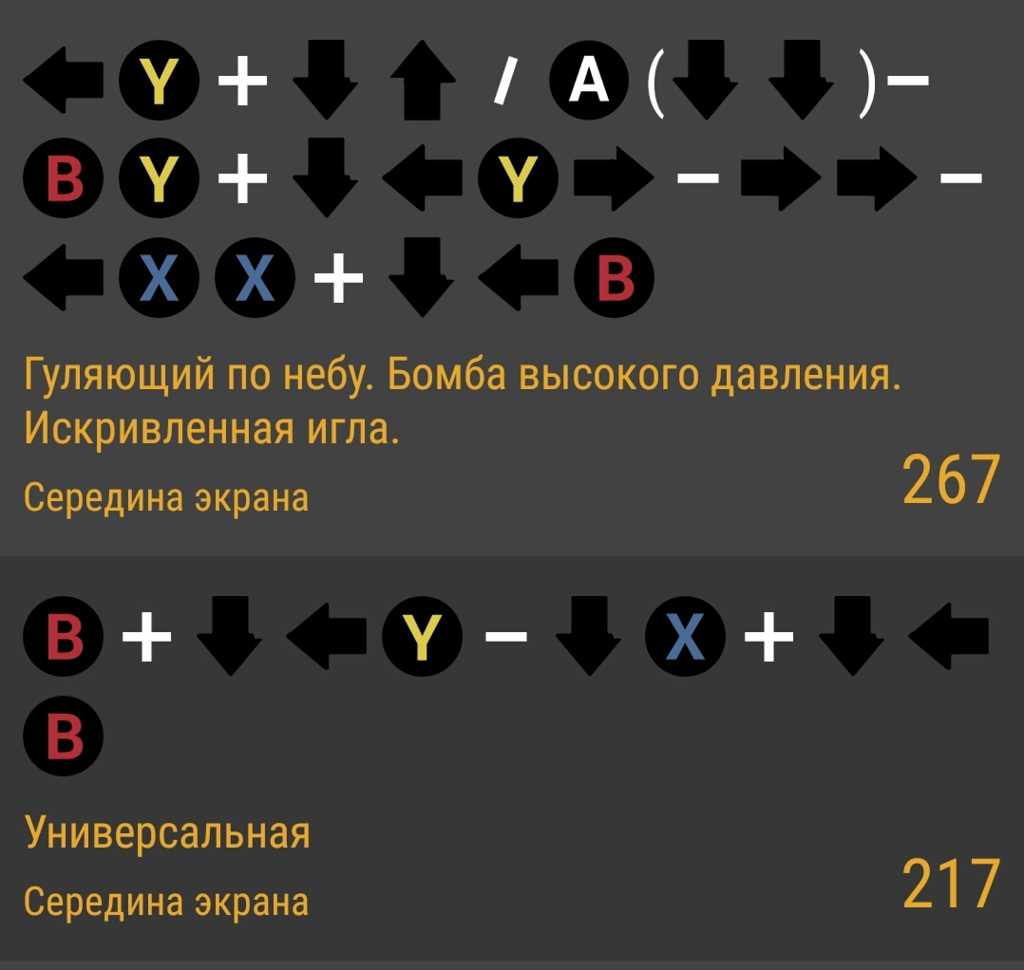 ← Y + ↓ ↑ / A (↓ ↓) –
B Y + ↓ ← Y → – → → –
← X X + ↓ ← B
Гуляющий по небу. Бомба высокого давления.
Искривленная игла.
Середина экрана
267
B + ↓ ← Y – ↓ X + ↓ ←
B
Универсальная
Середина экрана
217